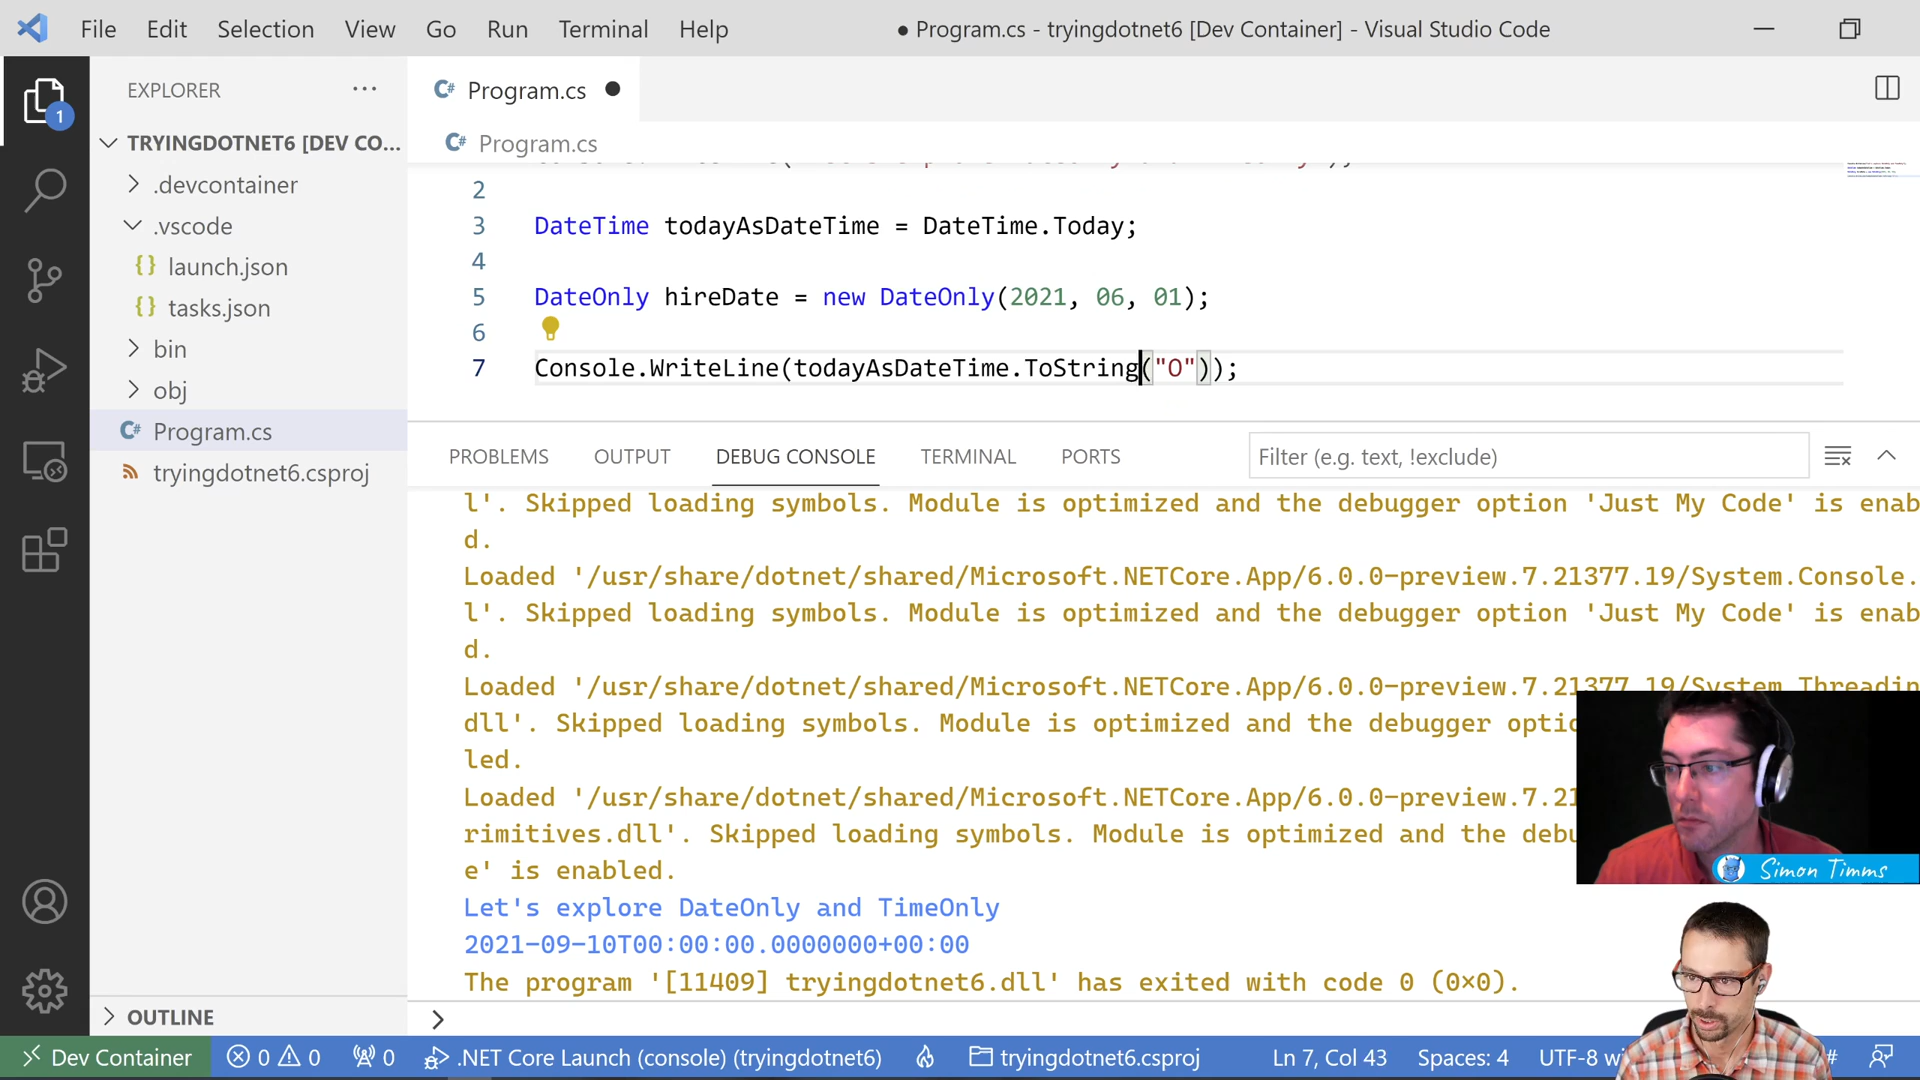 File Edit Selection View Go Run Terminal Help
● Program.cs - tryingdotnet6 [Dev Container] - Visual Studio Code
EXPLORER
TRYINGDOTNET6 [DEV CO...
.devcontainer
.vscode
launch.json
tasks.json
bin
obj
Program.cs
tryingdotnet6.csproj
OUTLINE
1
Program.cs
Program.cs
2
3 DateTime todayAsDateTime = DateTime.Today;
4
5 DateOnly hireDate = new DateOnly(2021, 06, 01);
6
7 Console.WriteLine(todayAsDateTime.ToString("O"));
PROBLEMS OUTPUT DEBUG CONSOLE TERMINAL PORTS
Filter (e.g. text, !exclude)
l'. Skipped loading symbols. Module is optimized and the debugger option 'Just My Code' is enab
d.
Loaded '/usr/share/dotnet/shared/Microsoft.NETCore.App/6.0.0-preview.7.21377.19/System.Console.
l'. Skipped loading symbols. Module is optimized and the debugger option 'Just My Code' is enab
d.
Loaded '/usr/share/dotnet/shared/Microsoft.NETCore.App/6.0.0-preview.7.21377.19/System.Threadin
dll'. Skipped loading symbols. Module is optimized and the debugger optio
led.
Loaded '/usr/share/dotnet/shared/Microsoft.NETCore.App/6.0.0-preview.7.21
rimitives.dll'. Skipped loading symbols. Module is optimized and the debu
e' is enabled.
Let's explore DateOnly and TimeOnly
2021-09-10T00:00:00.0000000+00:00
The program '[11409] tryingdotnet6.dll' has exited with code 0 (0×0).
Simon Timms
Dev Container 0 0 0 .NET Core Launch (console) (tryingdotnet6) tryingdotnet6.csproj Ln 7, Col 43 Spaces: 4 UTF-8 wi